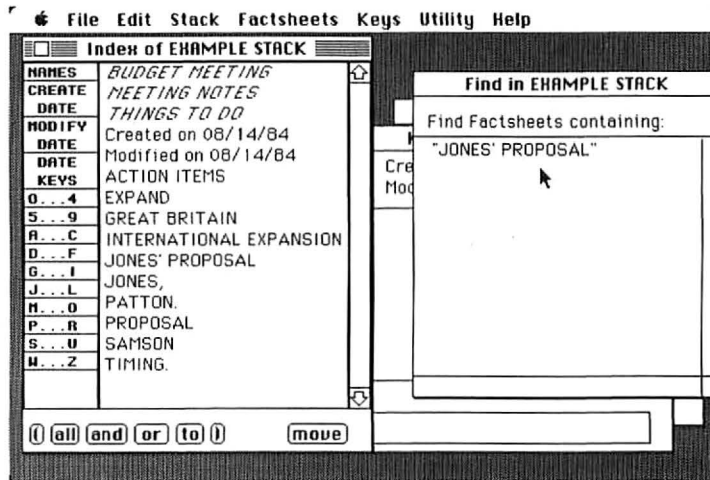 File Edit Stack Factsheets Keys Utility Help
Index of EXAMPLE STACK
NAMES
CREATE
DATE
MODIFY
DATE
DATE
KEYS
0...4
5...9
A...C
D...F
G...I
J...L
M...O
P...R
S...U
W...Z
BUDGET MEETING
MEETING NOTES
THINGS TO DO
Created on 08/14/84
Modified on 08/14/84
ACTION ITEMS
EXPAND
GREAT BRITAIN
INTERNATIONAL EXPANSION
JONES' PROPOSAL
JONES,
PATTON.
PROPOSAL
SAMSON
TIMING.
( all and or to ) move
Cre
Mod
Find in EXAMPLE STACK
Find Factsheets containing:
"JONES' PROPOSAL"